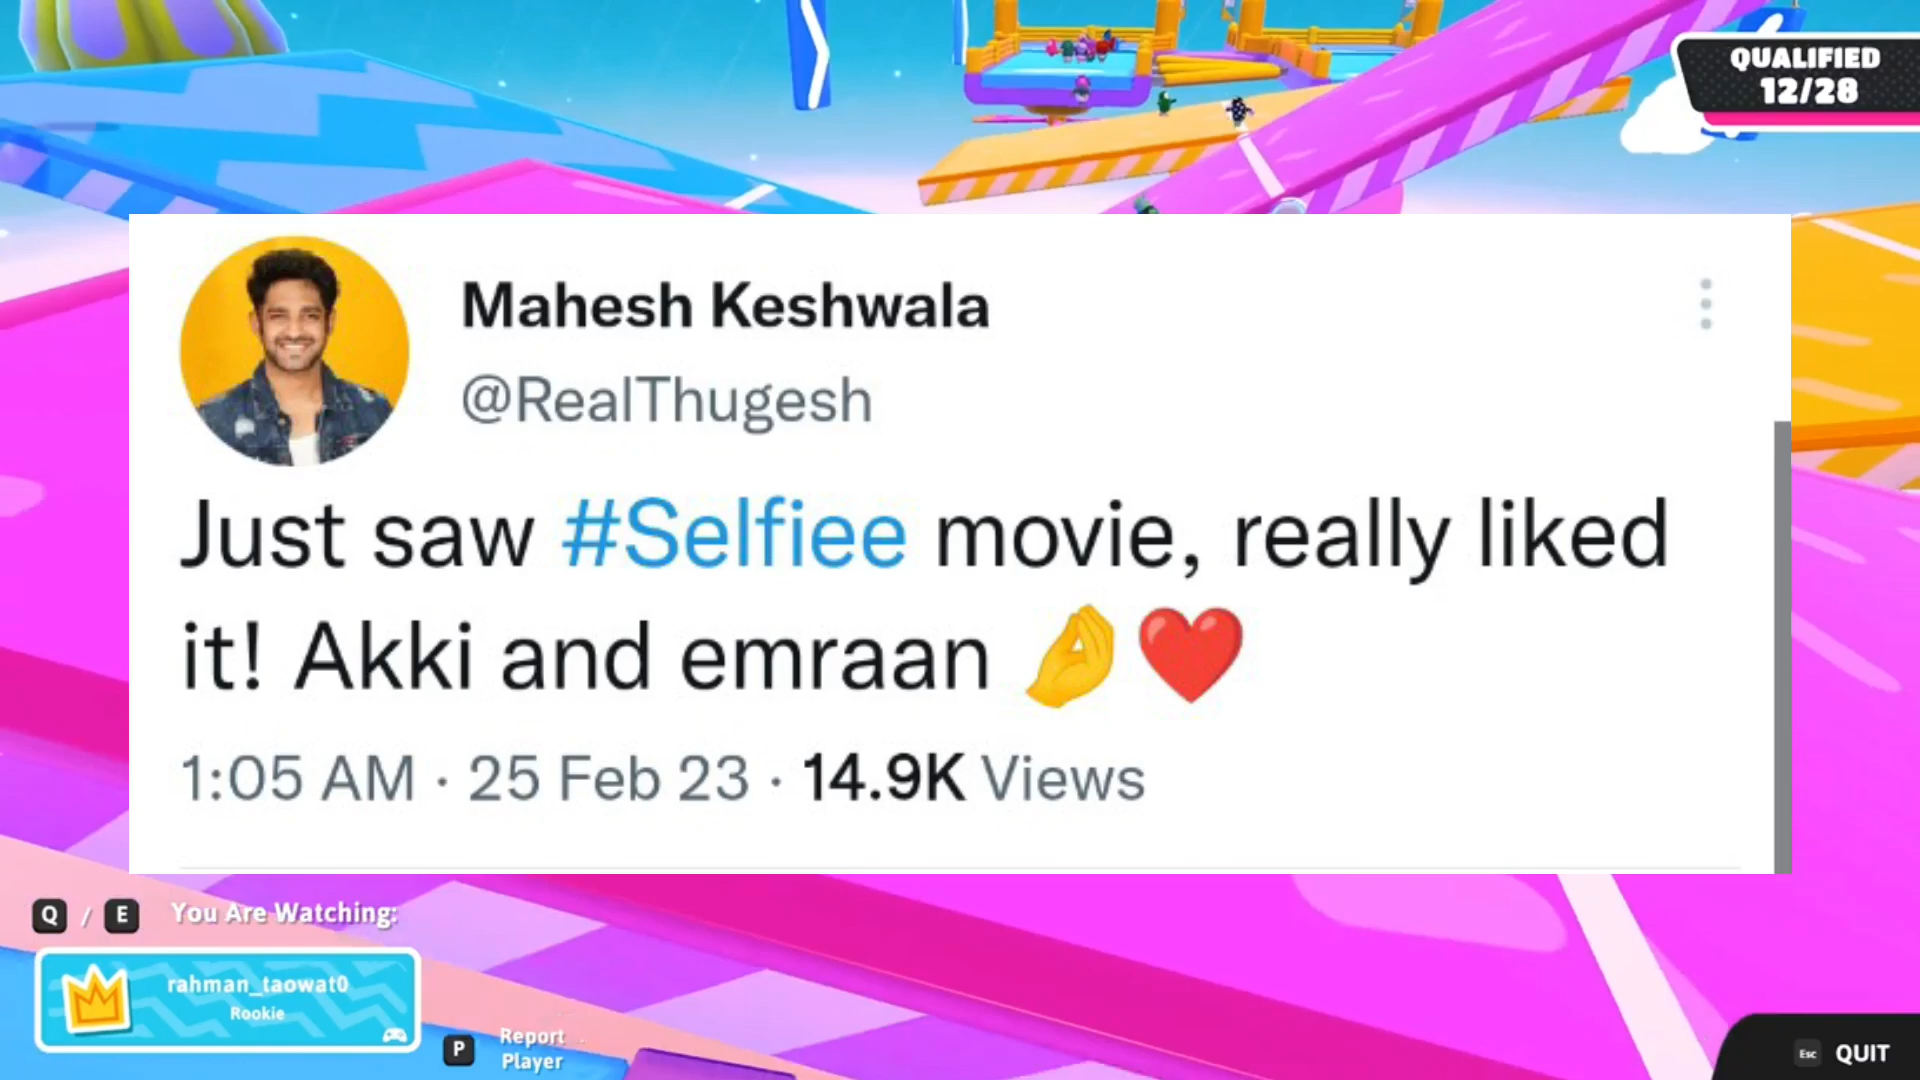 QUALIFIED
12/28
Mahesh Keshwala
@RealThugesh
Just saw #Selfiee movie, really liked
it! Akki and emraan 🤌❤️
1:05 AM · 25 Feb 23 · 14.9K Views
Q / E You Are Watching:
rahman_taowat0
Rookie
P Report
Player
Esc QUIT